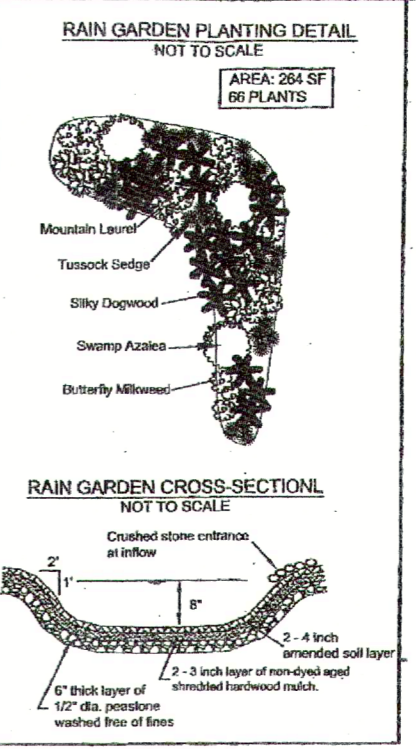 RAIN GARDEN PLANTING DETAIL
NOT TO SCALE
AREA: 264 SF
66 PLANTS
Mountain Laurel
Tussock Sedge
Silky Dogwood
Swamp Azalea
Butterfly Milkweed
RAIN GARDEN CROSS-SECTIONL
NOT TO SCALE
Crushed stone entrance
at inflow
2'
1'
8"
2 - 4 inch
amended soil layer
2 - 3 inch layer of non-dyed aged
shredded hardwood mulch.
6" thick layer of
1/2" dia. peastone
washed free of fines